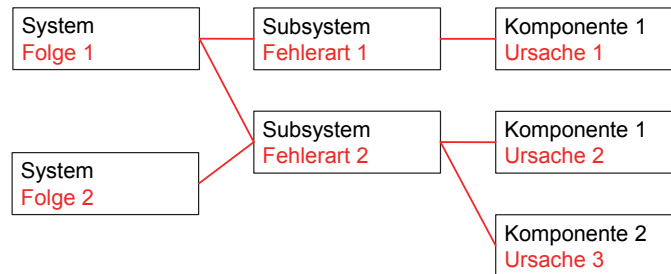 System
Folge 1
Subsystem
Fehlerart 1
Komponente 1
Ursache 1
Subsystem
Fehlerart 2
Komponente 1
Ursache 2
System
Folge 2
Komponente 2
Ursache 3